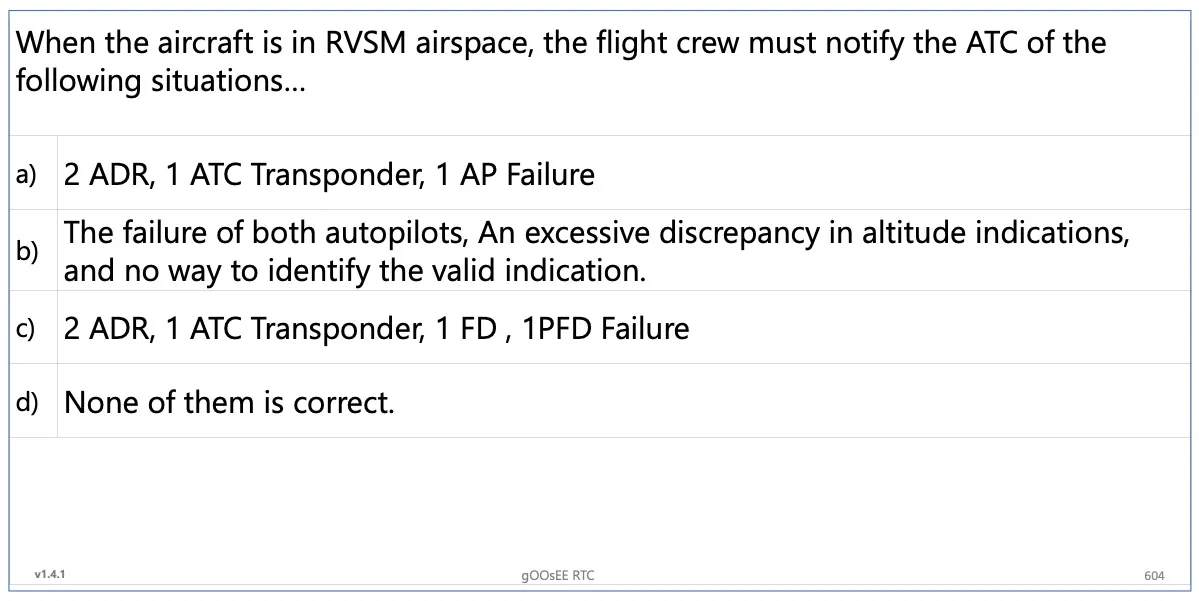 When the aircraft is in RVSM airspace, the flight crew must notify the ATC of the
following situations...
a) 2 ADR, 1 ATC Transponder, 1 AP Failure
b) The failure of both autopilots, An excessive discrepancy in altitude indications,
and no way to identify the valid indication.
c) 2 ADR, 1 ATC Transponder, 1 FD , 1PFD Failure
d) None of them is correct.
v1.4.1 gOOsEE RTC 604